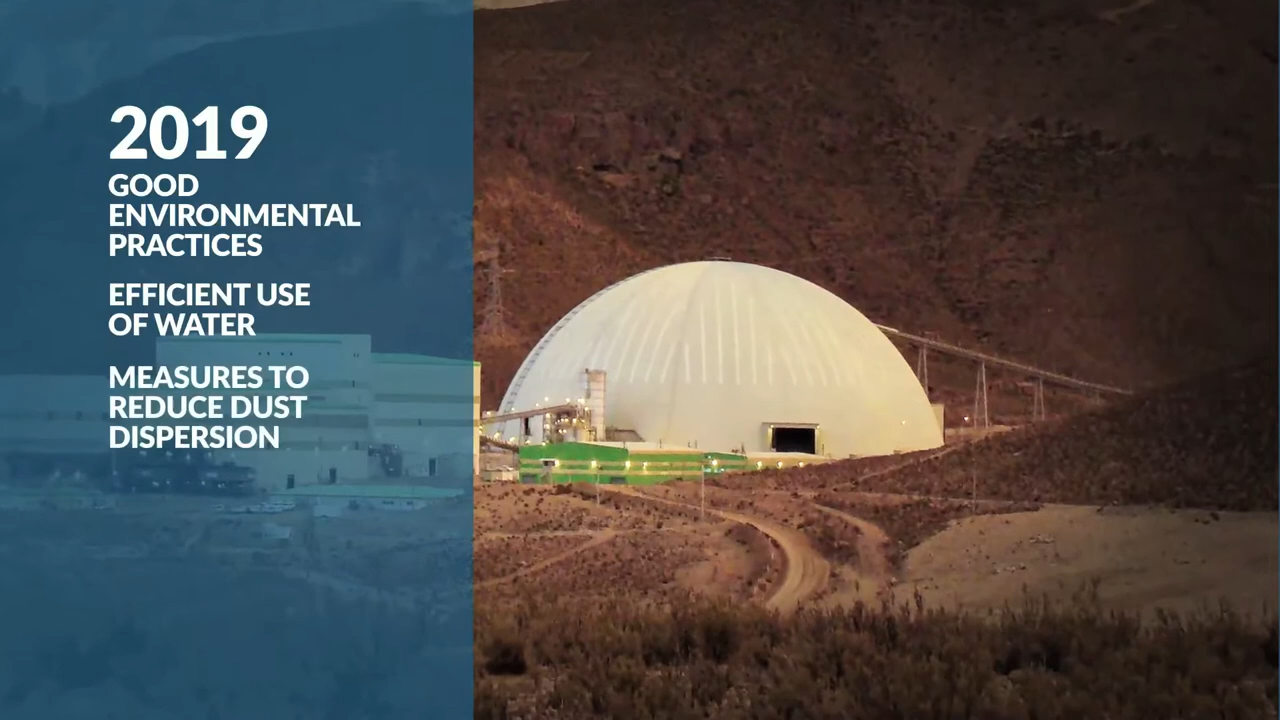 2019
GOOD
ENVIRONMENTAL
PRACTICES
EFFICIENT USE
OF WATER
MEASURES TO
REDUCE DUST
DISPERSION